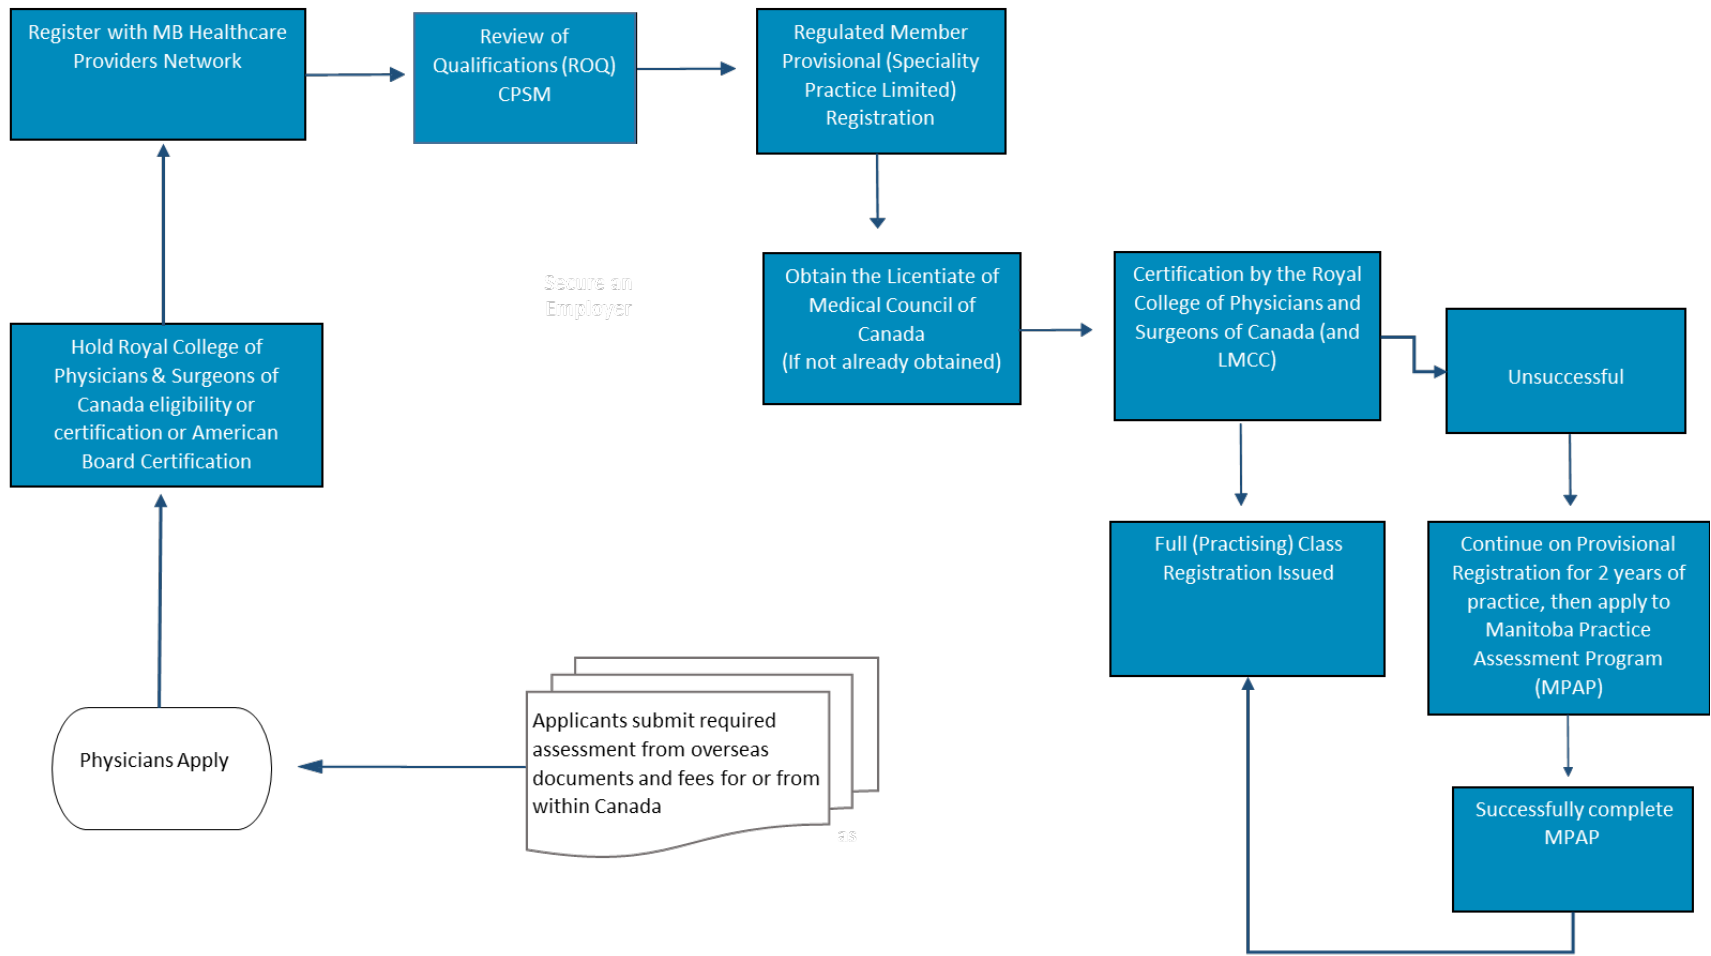 Register with MB Healthcare
Providers Network
Review of
Qualifications (ROQ)
CPSM
Regulated Member
Provisional (Speciality
Practice Limited)
Registration
Secure an
Employer
Obtain the Licentiate of
Medical Council of
Canada
(If not already obtained)
Certification by the Royal
College of Physicians and
Surgeons of Canada (and
LMCC)
Unsuccessful
Hold Royal College of
Physicians & Surgeons of
Canada eligibility or
certification or American
Board Certification
Full (Practising) Class
Registration Issued
Continue on Provisional
Registration for 2 years of
practice, then apply to
Manitoba Practice
Assessment Program
(MPAP)
Physicians Apply
Applicants submit required
assessment from overseas
documents and fees for or from
within Canada
as
Successfully complete
MPAP